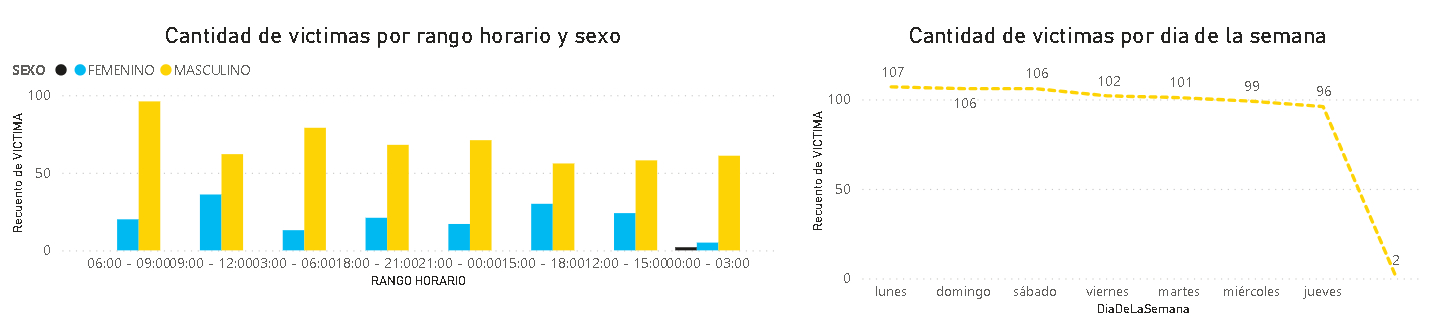 Cantidad de victimas por rango horario y sexo
SEXO FEMENINO MASCULINO
Recuento de VICTIMA
100
50
0
06:00 - 09:00 09:00 - 12:00 03:00 - 06:00 18:00 - 21:00 21:00 - 00:00 15:00 - 18:00 12:00 - 15:00 00:00 - 03:00
RANGO HORARIO
Cantidad de victimas por dia de la semana
Recuento de VICTIMA
100
50
0
107 106 106 102 101 99 96 2
lunes domingo sábado viernes martes miércoles jueves
DiaDeLaSemana